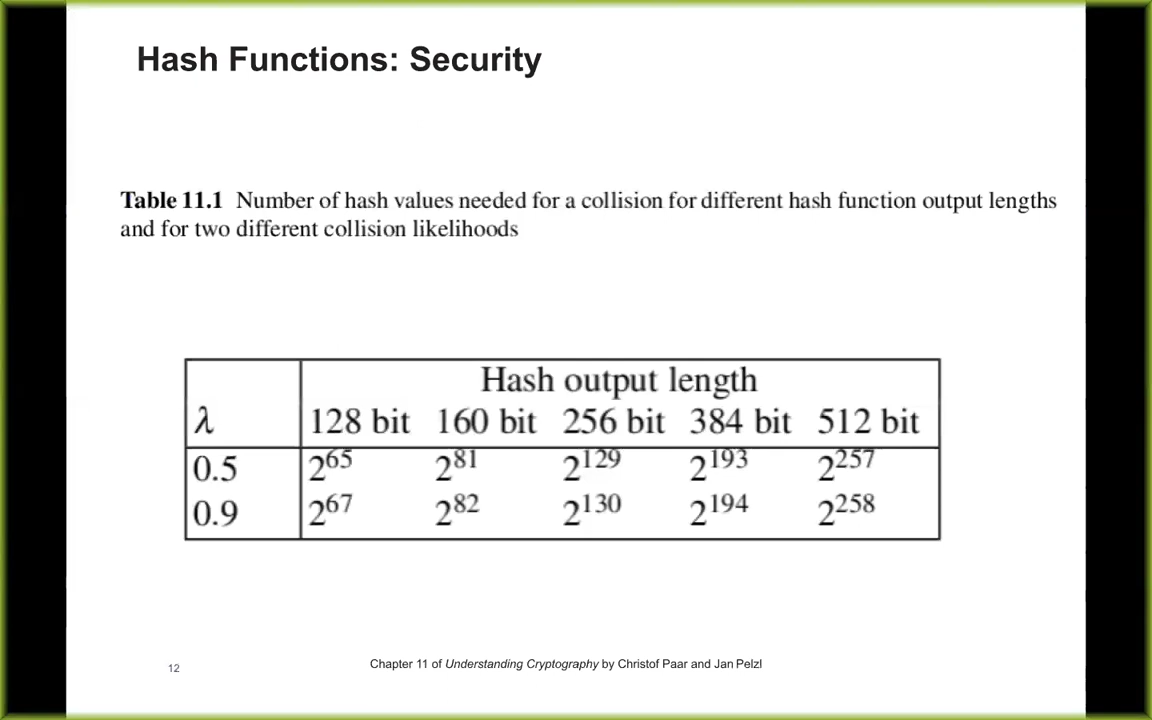 Hash Functions: Security
Table 11.1 Number of hash values needed for a collision for different hash function output lengths
and for two different collision likelihoods
Hash output length
λ 128 bit 160 bit 256 bit 384 bit 512 bit
0.5 2^65 2^81 2^129 2^193 2^257
0.9 2^67 2^82 2^130 2^194 2^258
12 Chapter 11 of Understanding Cryptography by Christof Paar and Jan Pelzl